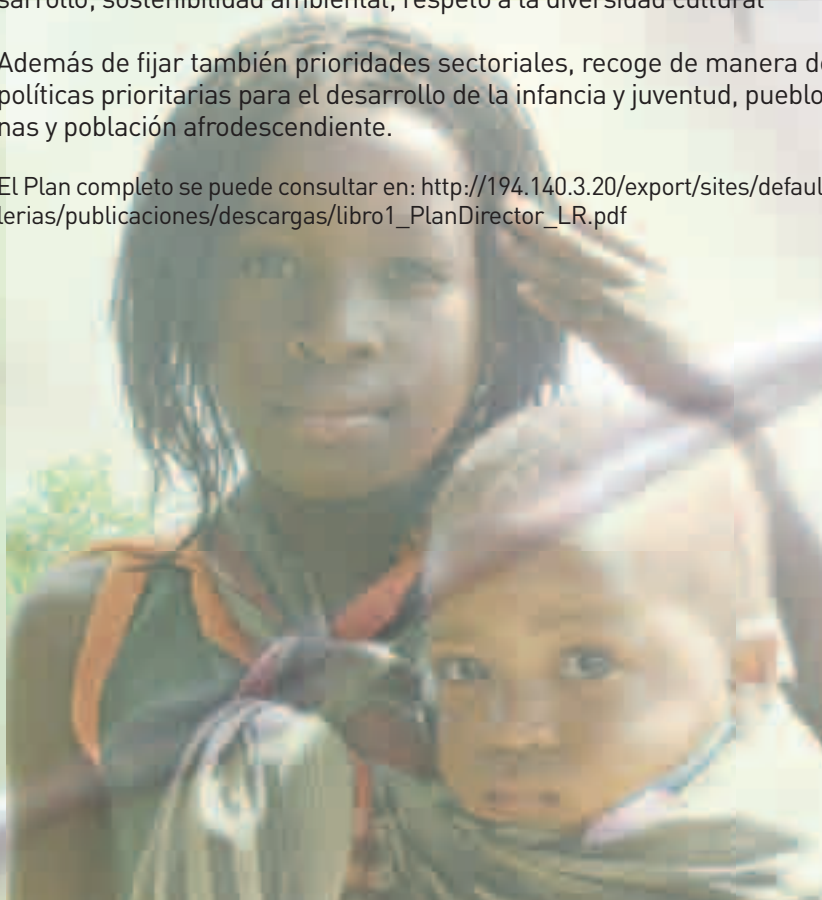 sarrollo, sostenibilidad ambiental, respeto a la diversidad cultural
Además de fijar también prioridades sectoriales, recoge de manera de
políticas prioritarias para el desarrollo de la infancia y juventud, pueblo
nas y población afrodescendiente.
El Plan completo se puede consultar en: http://194.140.3.20/export/sites/defaul
lerias/publicaciones/descargas/libro1_PlanDirector_LR.pdf